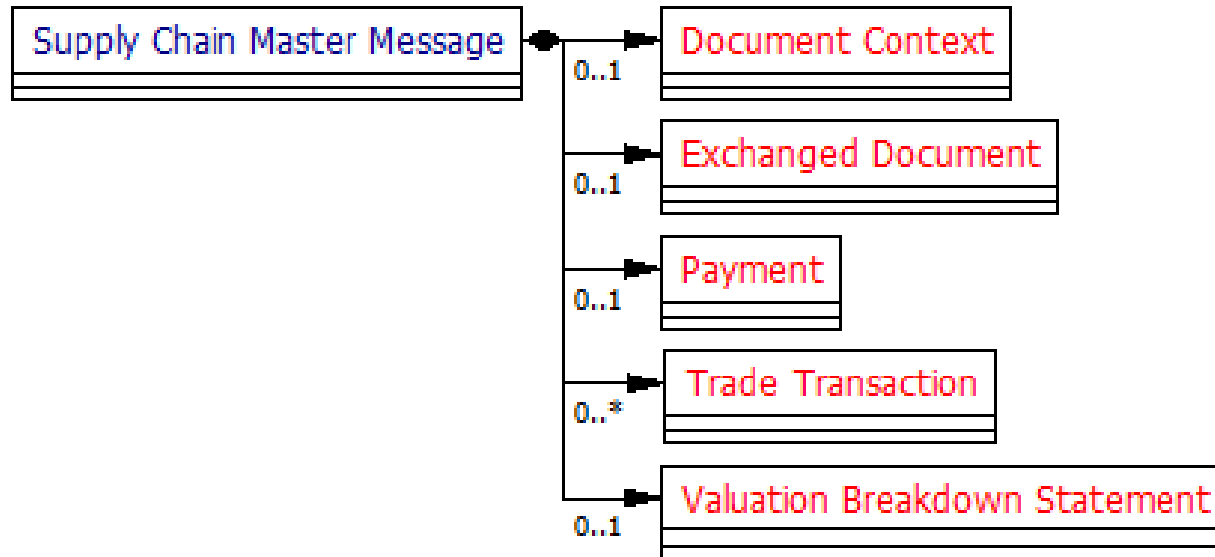 Supply Chain Master Message
Document Context
0..1
Exchanged Document
0..1
Payment
0..1
Trade Transaction
0..*
Valuation Breakdown Statement
0..1